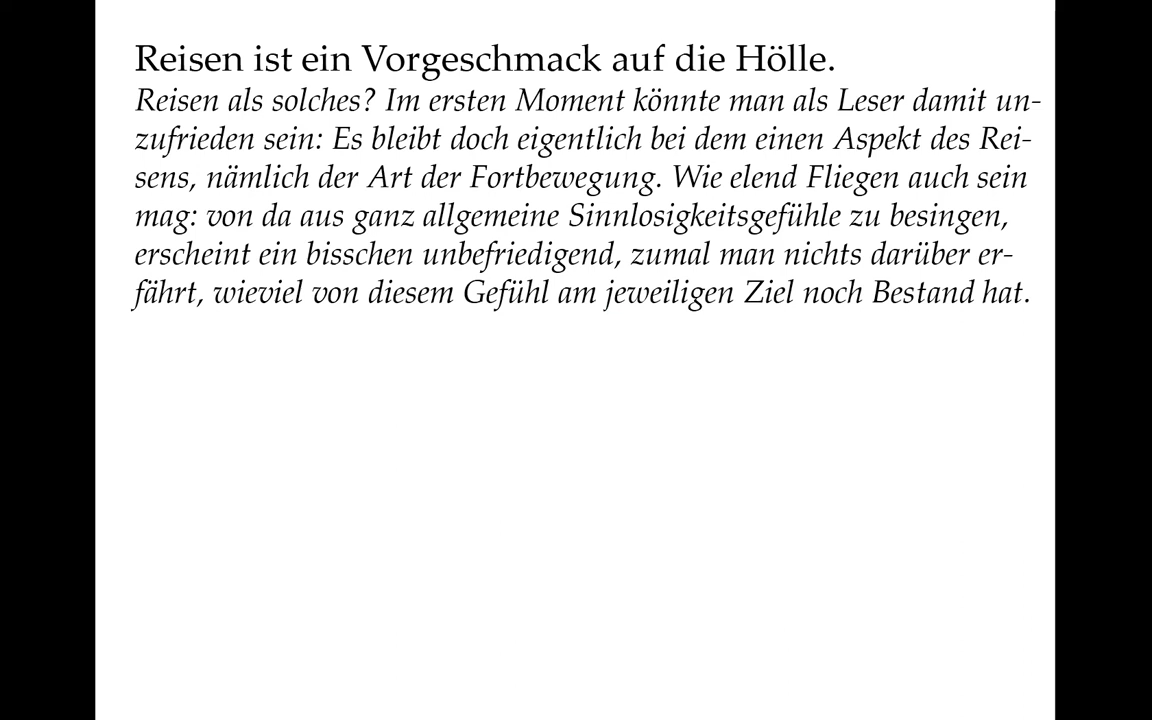 Reisen ist ein Vorgeschmack auf die Hölle.
Reisen als solches? Im ersten Moment könnte man als Leser damit un-
zufrieden sein: Es bleibt doch eigentlich bei dem einen Aspekt des Rei-
sens, nämlich der Art der Fortbewegung. Wie elend Fliegen auch sein
mag: von da aus ganz allgemeine Sinnlosigkeitsgefühle zu besingen,
erscheint ein bisschen unbefriedigend, zumal man nichts darüber er-
fährt, wieviel von diesem Gefühl am jeweiligen Ziel noch Bestand hat.